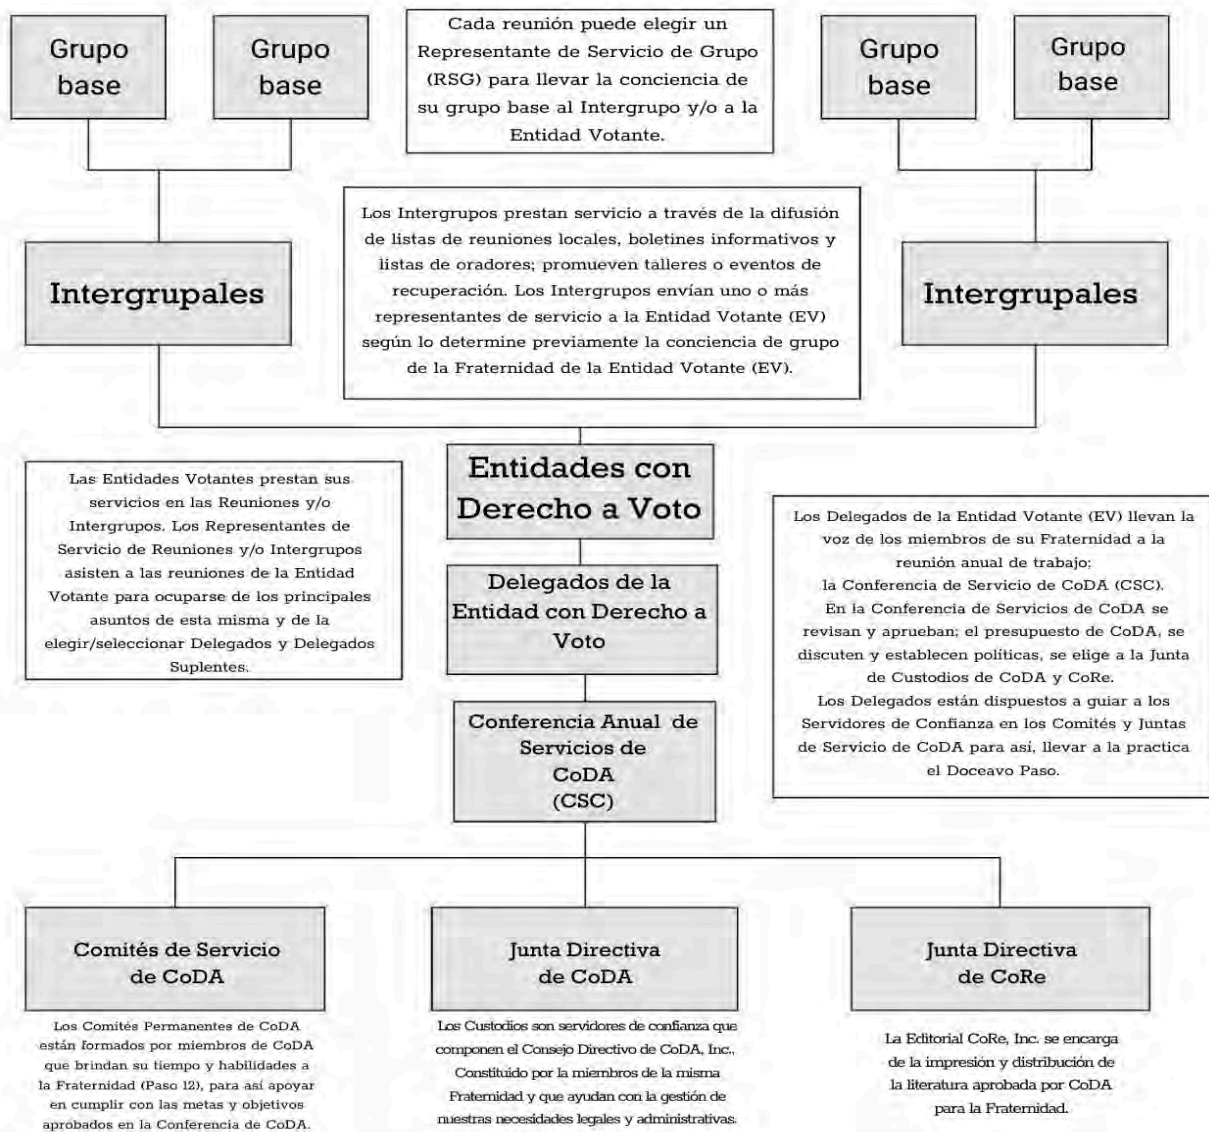 Grupo
base
Grupo
base
Cada reunión puede elegir un
Representante de Servicio de Grupo
(RSG) para llevar la conciencia de
su grupo base al Intergrupo y/o a la
Entidad Votante.
Grupo
base
Grupo
base
Los Intergrupos prestan servicio a través de la difusión
de listas de reuniones locales, boletines informativos y
listas de oradores; promueven talleres o eventos de
recuperación. Los Intergrupos envían uno o más
representantes de servicio a la Entidad Votante (EV)
según lo determine previamente la conciencia de grupo
de la Fraternidad de la Entidad Votante (EV).
Intergrupales
Intergrupales
Entidades con
Derecho a Voto
Las Entidades Votantes prestan sus
servicios en las Reuniones y/o
Intergrupos. Los Representantes de
Servicio de Reuniones y/o Intergrupos
asisten a las reuniones de la Entidad
Votante para ocuparse de los principales
asuntos de esta misma y de la
elegir/seleccionar Delegados y Delegados
Suplentes.
Delegados de la
Entidad con Derecho a
Voto
Los Delegados de la Entidad Votante (EV) llevan la
voz de los miembros de su Fraternidad a la
reunión anual de trabajo;
la Conferencia de Servicio de CoDA (CSC).
En la Conferencia de Servicios de CoDA se
revisan y aprueban; el presupuesto de CoDA, se
discuten y establecen políticas, se elige a la Junta
de Custodios de CoDA y CoRe.
Los Delegados están dispuestos a guiar a los
Servidores de Confianza en los Comités y Juntas
de Servicio de CoDA para así, llevar a la practica
el Doceavo Paso.
Conferencia Anual de
Servicios de
CoDA
(CSC)
Comités de Servicio
de CoDA
Junta Directiva
de CoDA
Junta Directiva
de CoRe
Los Comités Permanentes de CoDA
están formados por miembros de CoDA
que brindan su tiempo y habilidades a
la Fraternidad (Paso 12), para así apoyar
en cumplir con las metas y objetivos
aprobados en la Conferencia de CoDA.
Los Custodios son servidores de confianza que
componen el Consejo Directivo de CoDA, Inc.,
Constituido por la miembros de la misma
Fraternidad y que ayudan con la gestión de
nuestras necesidades legales y administrativas.
La Editorial CoRe, Inc. se encarga
de la impresión y distribución de
la literatura aprobada por CoDA
para la Fraternidad.